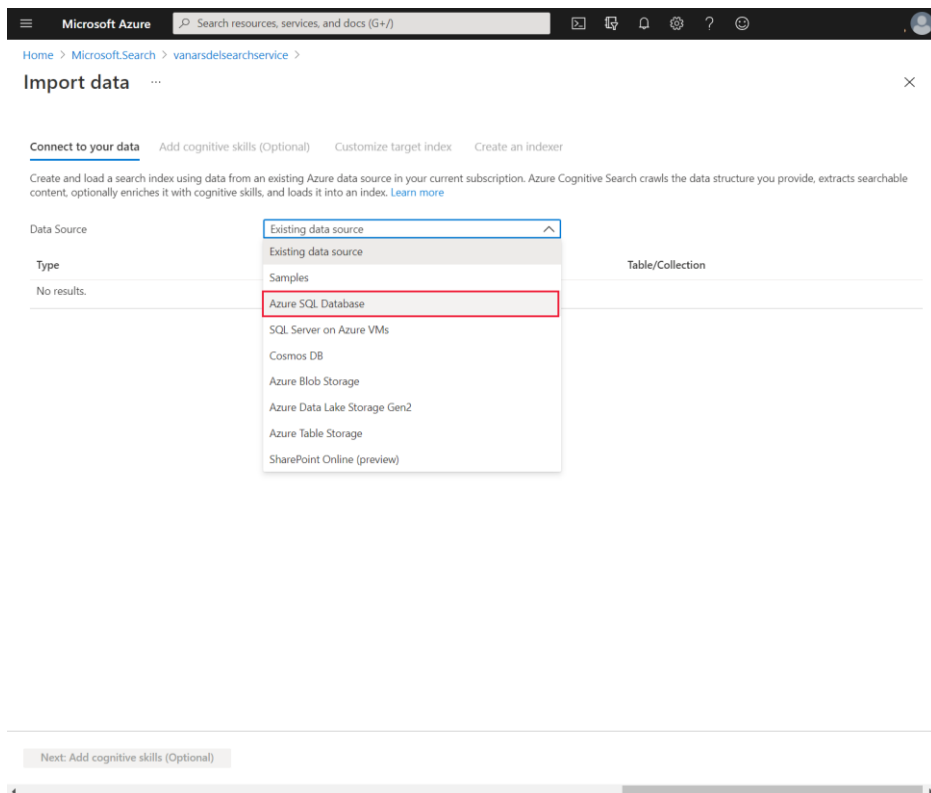 Microsoft Azure
Search resources, services, and docs (G+/)
Home > Microsoft.Search > vanarsdelsearchservice >
Import data ...
Connect to your data Add cognitive skills (Optional) Customize target index Create an indexer
Create and load a search index using data from an existing Azure data source in your current subscription. Azure Cognitive Search crawls the data structure you provide, extracts searchable
content, optionally enriches it with cognitive skills, and loads it into an index. Learn more
Data Source
Existing data source
Existing data source
Type
Table/Collection
Samples
No results.
Azure SQL Database
SQL Server on Azure VMs
Cosmos DB
Azure Blob Storage
Azure Data Lake Storage Gen2
Azure Table Storage
SharePoint Online (preview)
Next: Add cognitive skills (Optional)